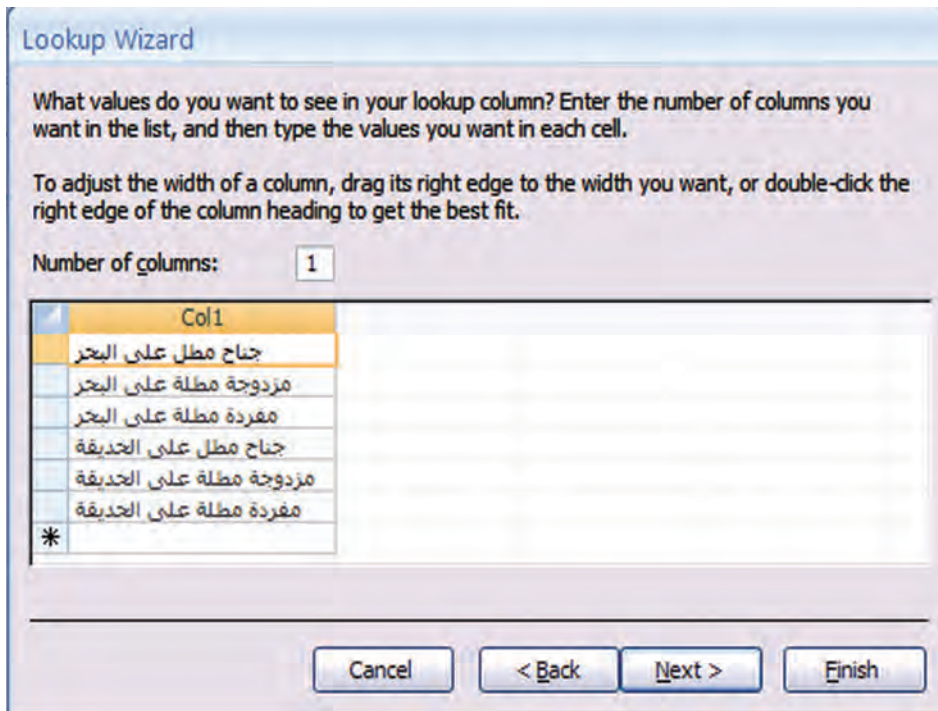 Lookup Wizard
What values do you want to see in your lookup column? Enter the number of columns you
want in the list, and then type the values you want in each cell.
To adjust the width of a column, drag its right edge to the width you want, or double-click the
right edge of the column heading to get the best fit.
Number of columns: 1
Col1
جناح مطل على البحر
مزدوجة مطلة على البحر
مفردة مطلة على البحر
جناح مطل على الحديقة
مزدوجة مطلة على الحديقة
مفردة مطلة على الحديقة
*
Cancel < Back Next > Finish